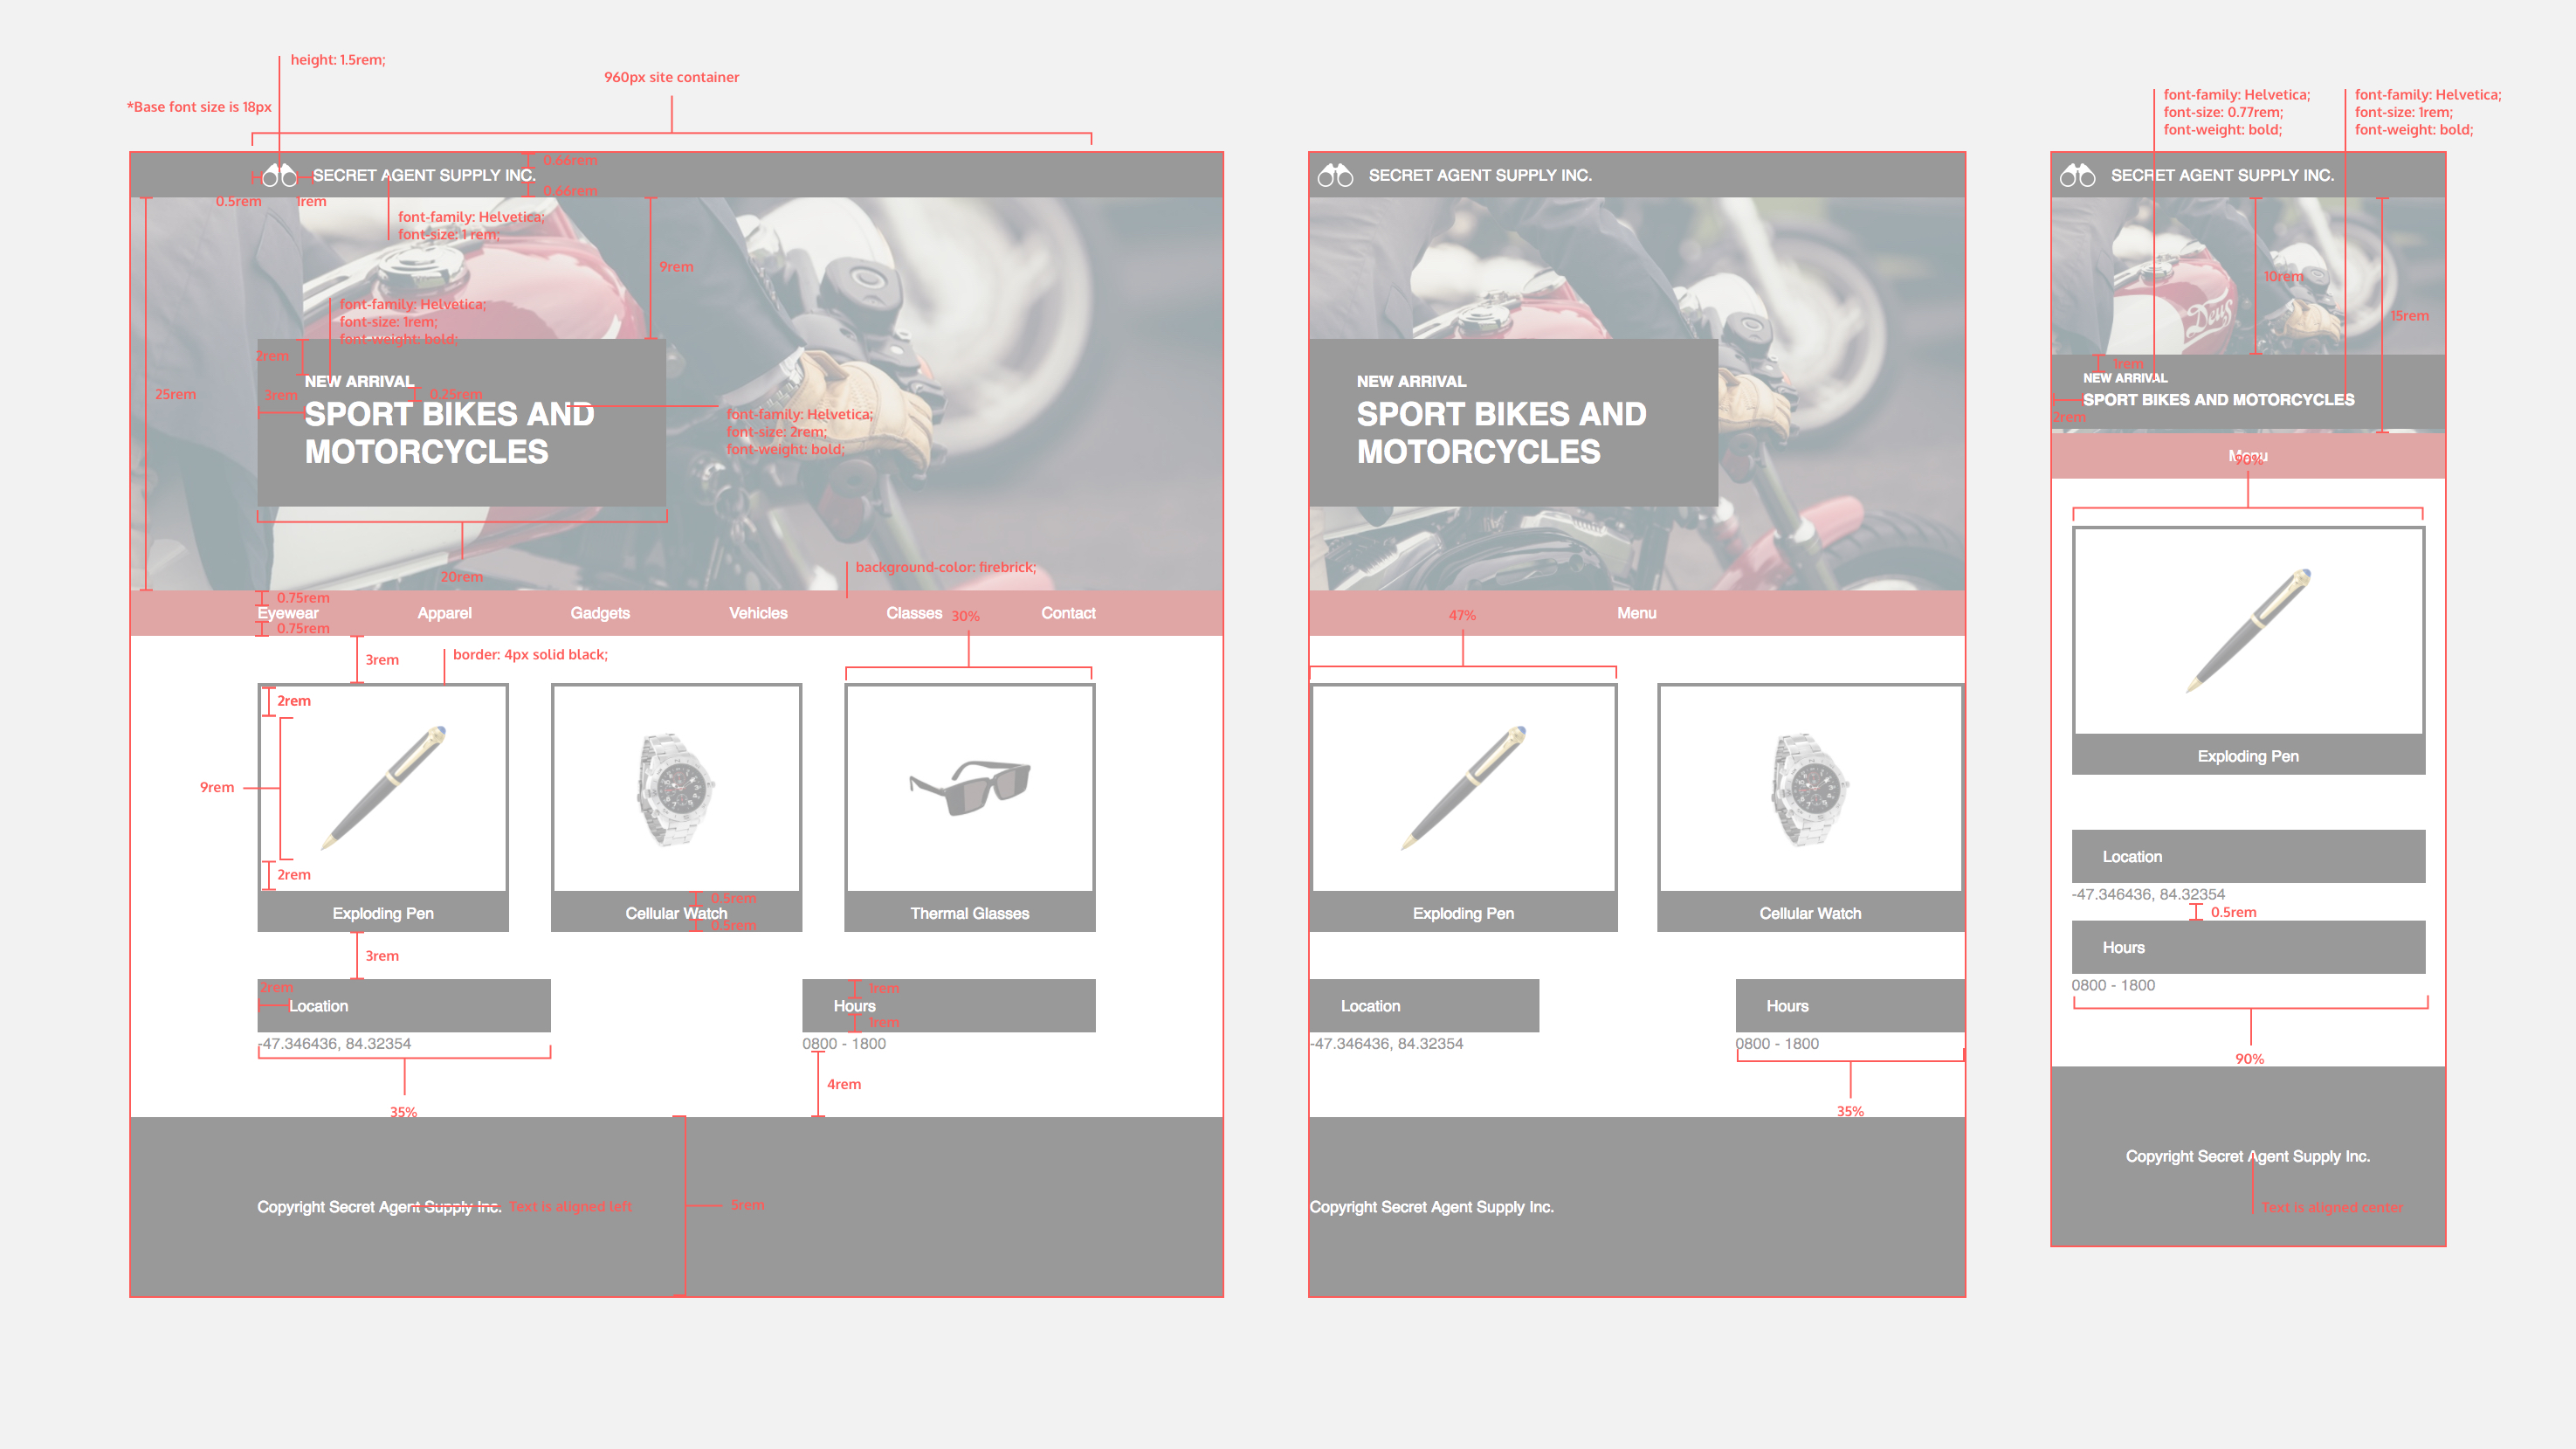 height: 1.5rem;
960px site container
*Base font size is 18px
SECRET AGENT SUPPLY INC.
0.66rem
0.66rem
0.5rem
1rem
font-family: Helvetica;
font-size: 1 rem;
9rem
font-family: Helvetica;
font-size: 1rem;
font-weight: bold;
2rem
25rem
NEW ARRIVAL
3rem
0.25rem
SPORT BIKES AND
MOTORCYCLES
font-family: Helvetica;
font-size: 2rem;
font-weight: bold;
20rem
background-color: firebrick;
0.75rem
Eyewear
Apparel
Gadgets
Vehicles
Classes
Contact
0.75rem
30%
3rem
border: 4px solid black;
2rem
9rem
2rem
Exploding Pen
Cellular Watch
Thermal Glasses
0.5rem
0.5rem
3rem
2rem
Location
1rem
Hours
1rem
-47.346436, 84.32354
0800 - 1800
4rem
35%
Copyright Secret Agent Supply Inc.
Text is aligned left
5rem
SECRET AGENT SUPPLY INC.
NEW ARRIVAL
SPORT BIKES AND
MOTORCYCLES
Menu
47%
Exploding Pen
Cellular Watch
Location
Hours
-47.346436, 84.32354
0800 - 1800
35%
Copyright Secret Agent Supply Inc.
font-family: Helvetica;
font-size: 0.77rem;
font-weight: bold;
font-family: Helvetica;
font-size: 1rem;
font-weight: bold;
SECRET AGENT SUPPLY INC.
10rem
Deus
15rem
1rem
NEW ARRIVAL
SPORT BIKES AND MOTORCYCLES
2rem
Menu
90%
Exploding Pen
Location
-47.346436, 84.32354
0.5rem
Hours
0800 - 1800
90%
Copyright Secret Agent Supply Inc.
Text is aligned center